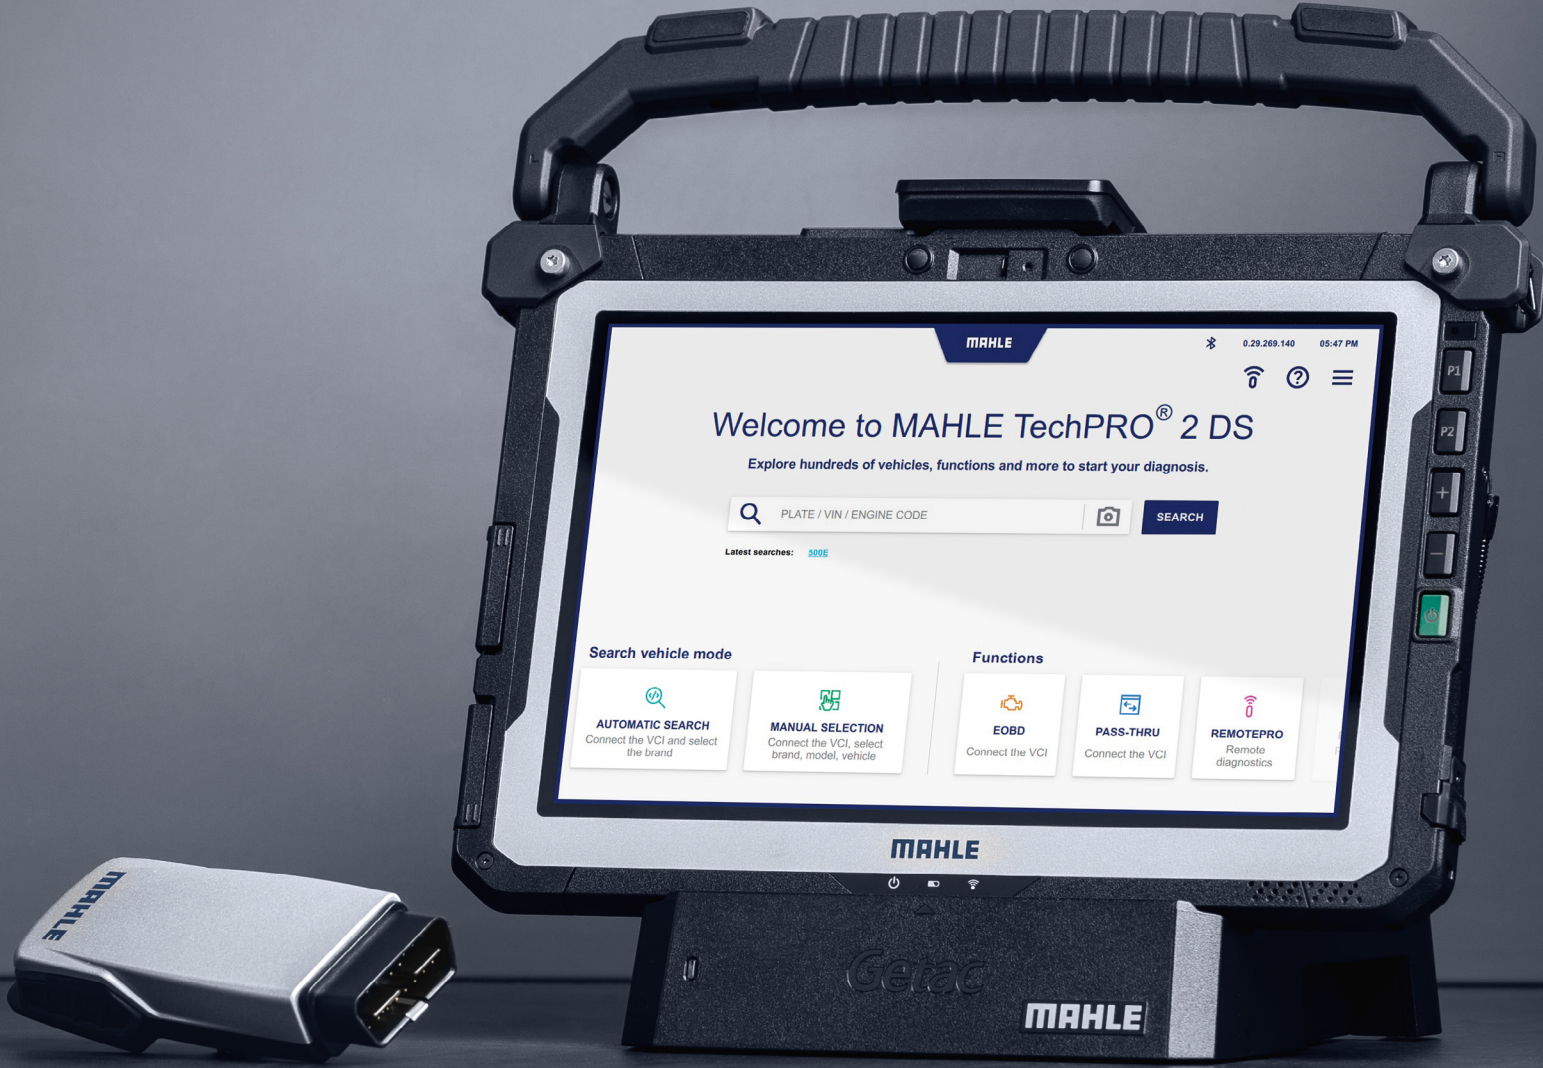 MAHLE
0.29.269.140
05:47 PM
P1
Welcome to MAHLE TechPRO® 2 DS
P2
Explore hundreds of vehicles, functions and more to start your diagnosis.
PLATE / VIN / ENGINE CODE
SEARCH
Latest searches: 500E
Search vehicle mode
Functions
AUTOMATIC SEARCH
Connect the VCI and select
the brand
MANUAL SELECTION
Connect the VCI, select
brand, model, vehicle
EOBD
Connect the VCI
PASS-THRU
Connect the VCI
REMOTEPRO
Remote
diagnostics
MAHLE
MAHLE
Getac
MAHLE